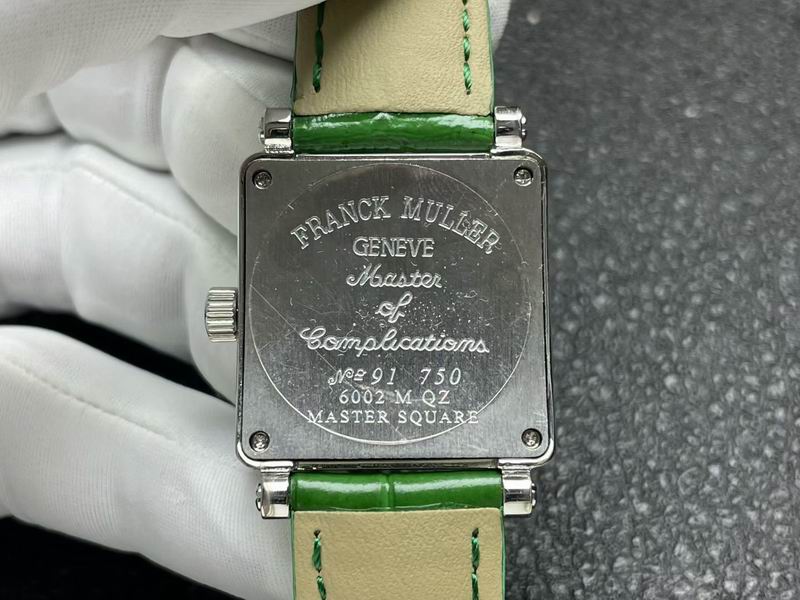 FRANCK MULLER
GENEVE
Master
of
Complications
Nº 91 750
6002 M QZ
MASTER SQUARE